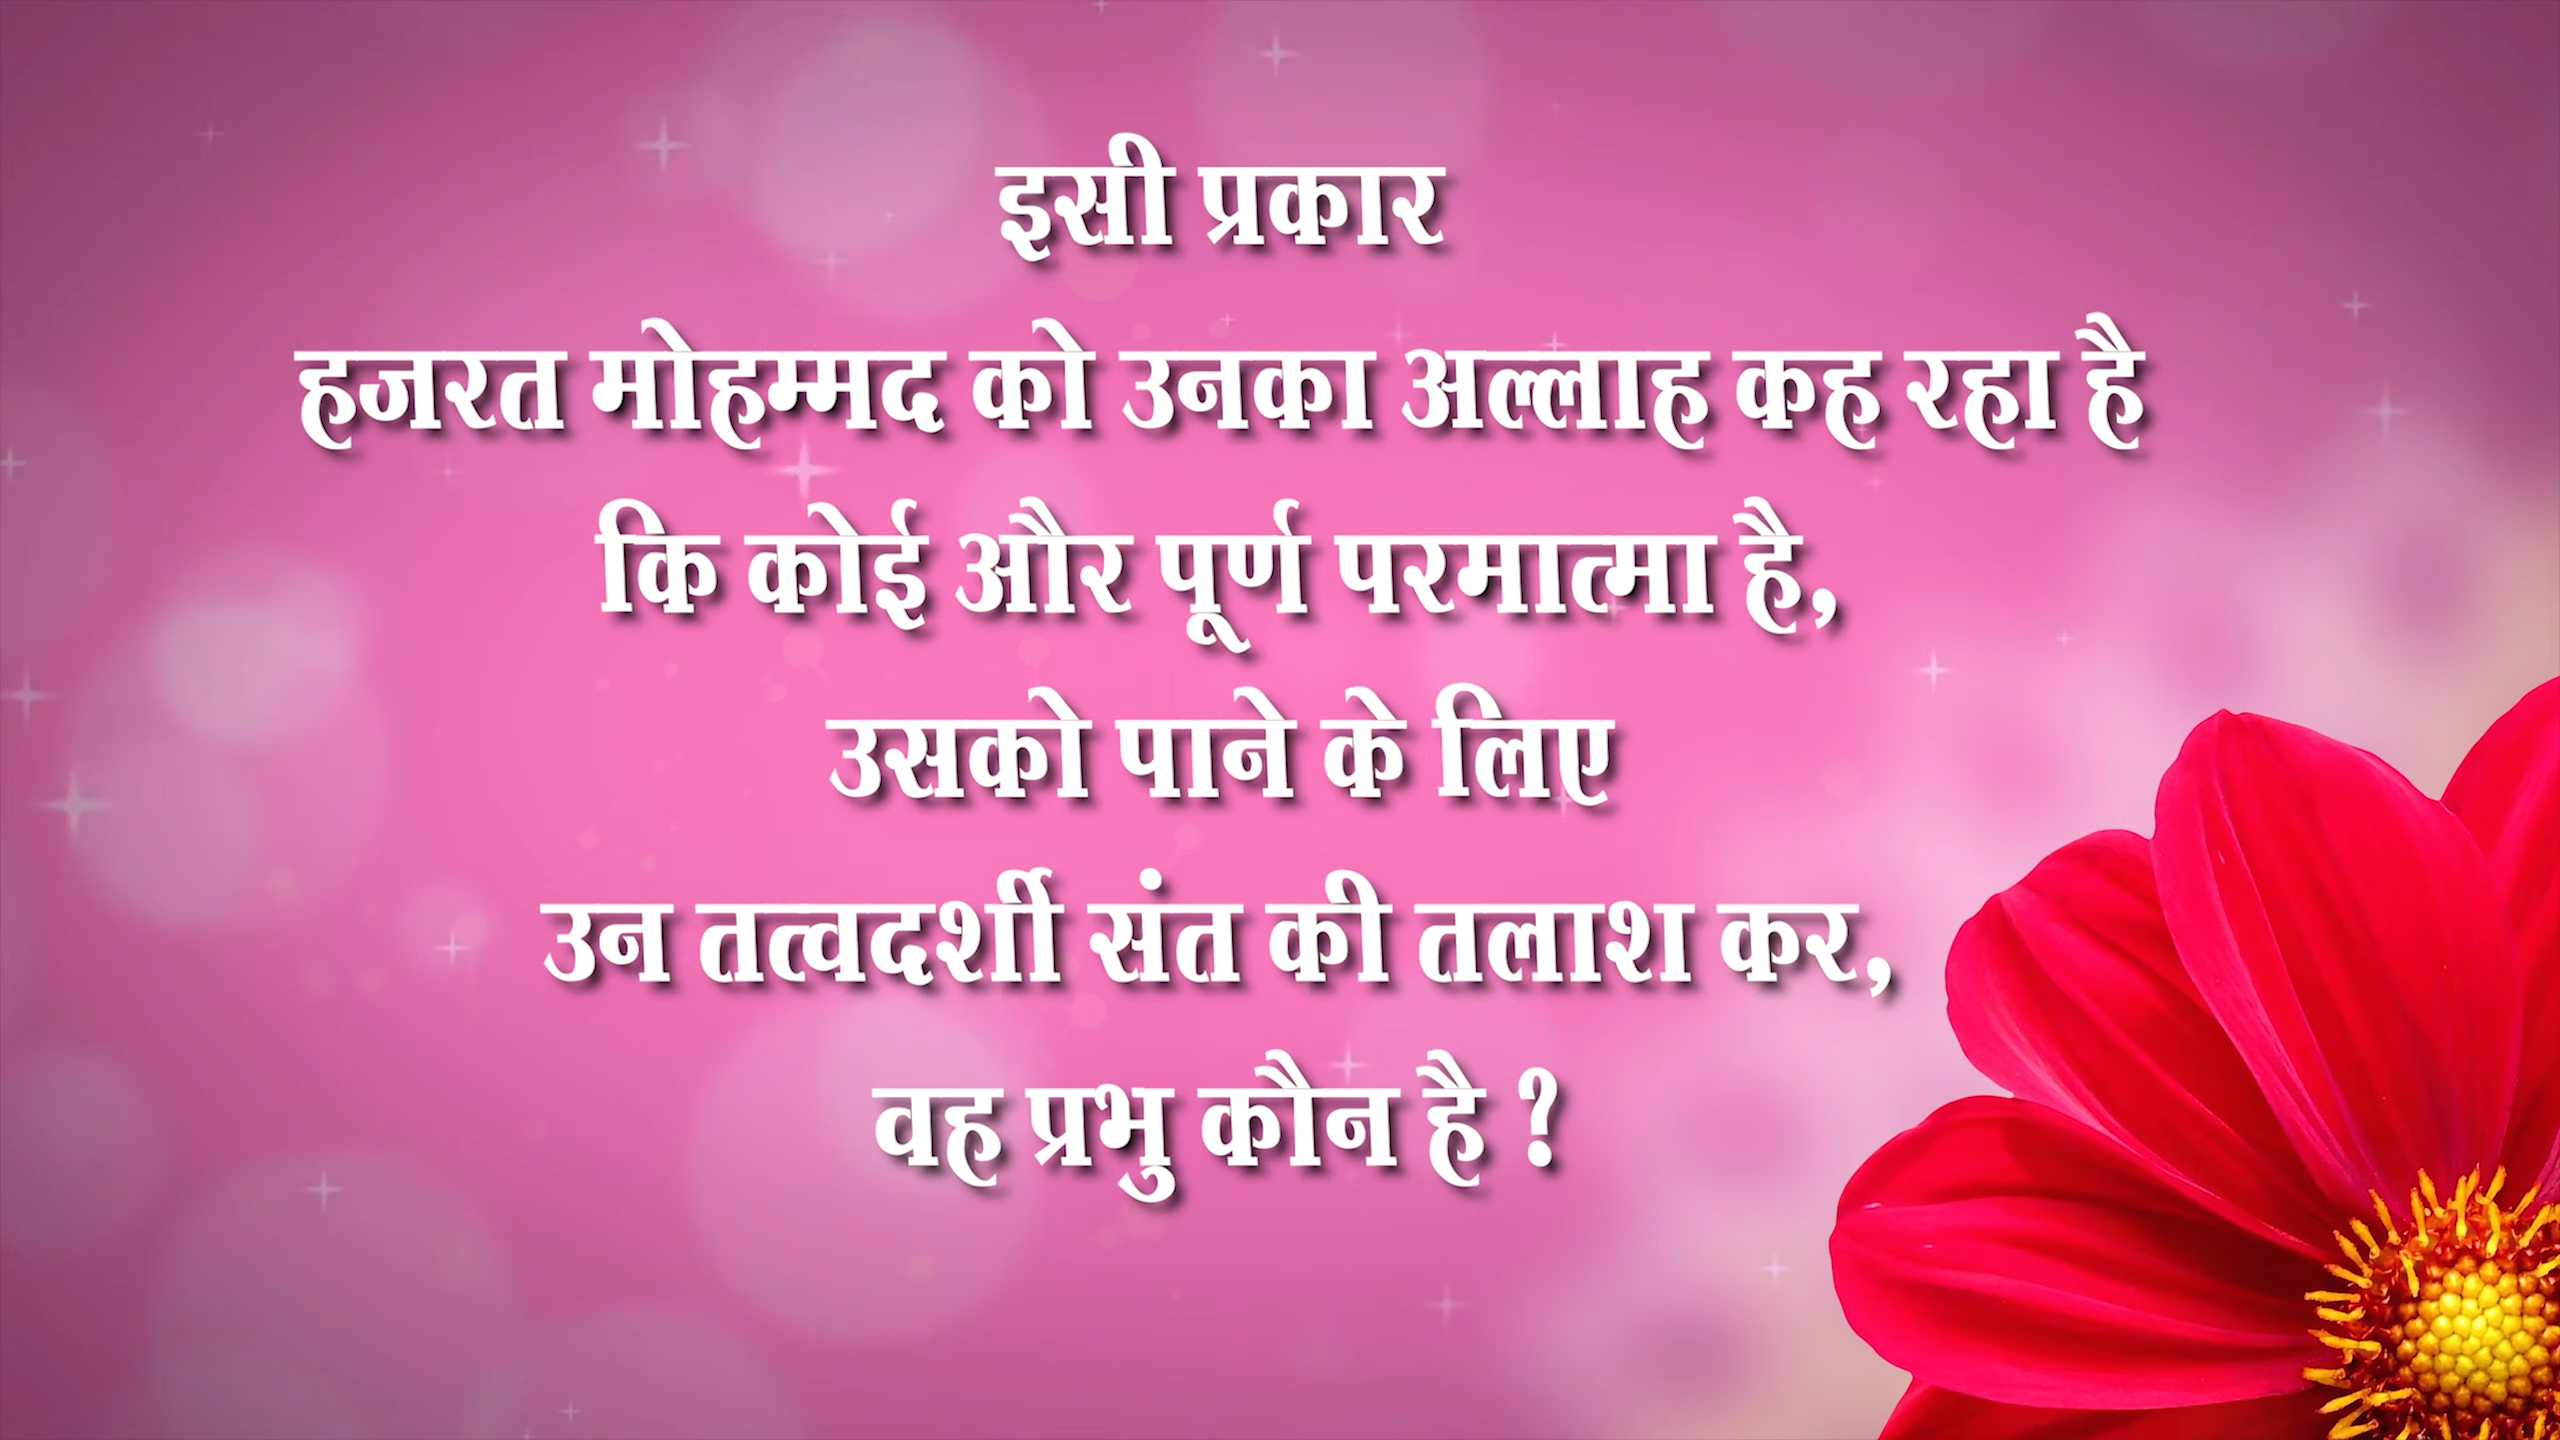 इसी प्रकार
हजरत मोहम्मद को उनका अल्लाह कह रहा है
कि कोई और पूर्ण परमात्मा है,
उसको पाने के लिए
उन तत्वदर्शी संत की तलाश कर,
वह प्रभु कौन है ?